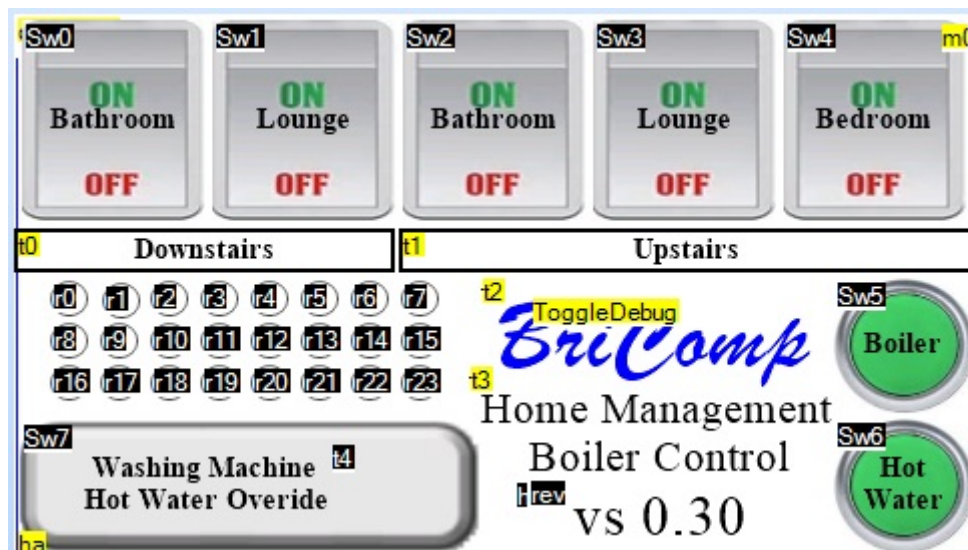 Sw0 Sw1 Sw2 Sw3 Sw4 m0
ON ON ON ON ON
Bathroom Lounge Bathroom Lounge Bedroom
OFF OFF OFF OFF OFF
t0 Downstairs t1 Upstairs
r0 r1 r2 r3 r4 r5 r6 r7
r8 r9 r10 r11 r12 r13 r14 r15
r16 r17 r18 r19 r20 r21 r22 r23
t2
ToggleDebug
BriComp
t3
Home Management
Boiler Control
rev
vs 0.30
Sw5
Boiler
Sw6
Hot
Water
Sw7
Washing Machine t4
Hot Water Overide
ha